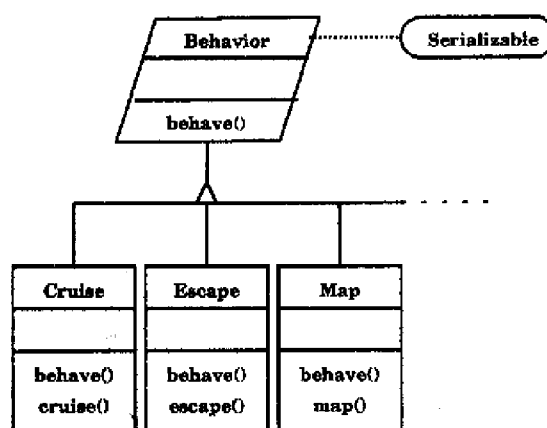 Behavior
Serializable
behave()
Cruise
Escape
Map
behave()
cruise()
behave()
escape()
behave()
map()